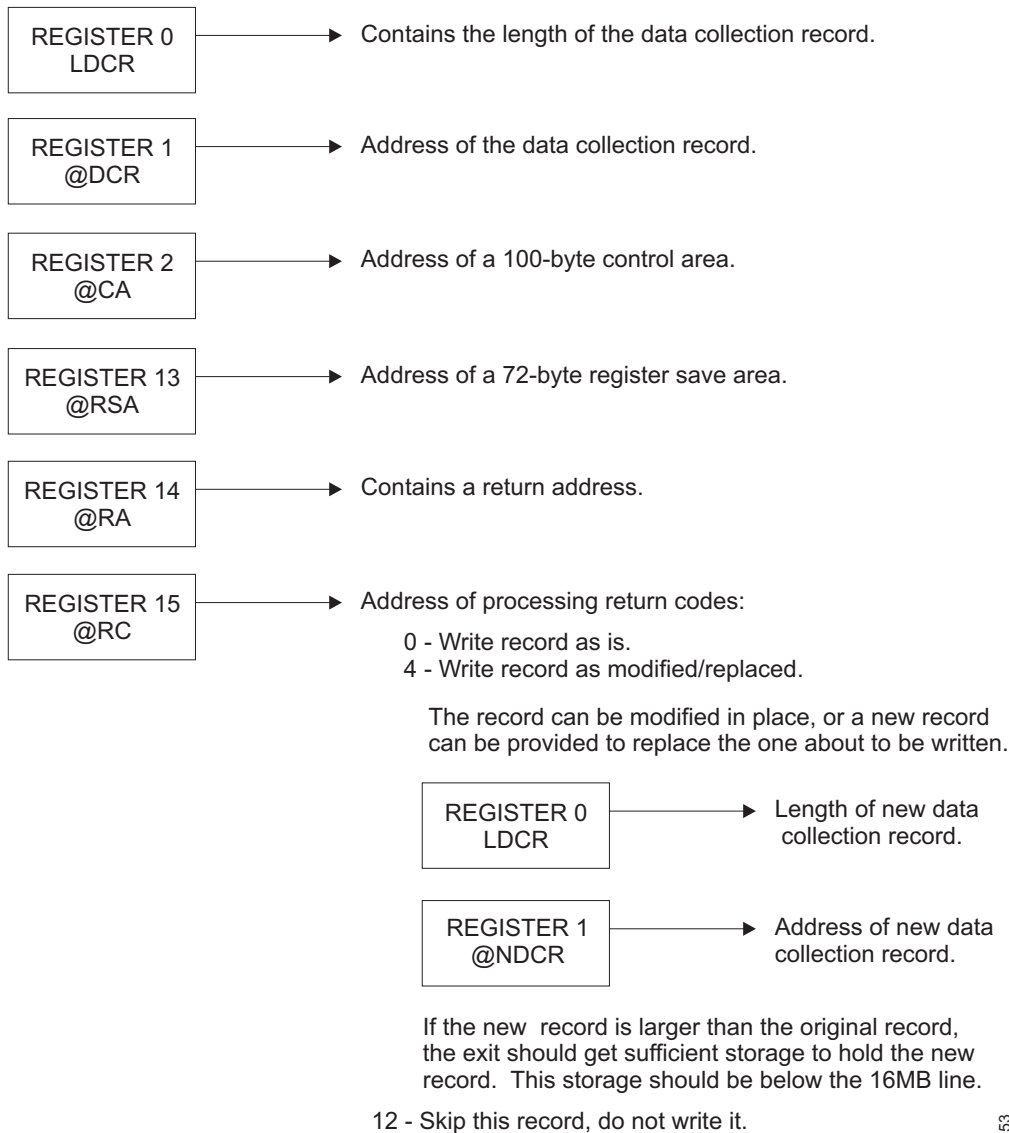 REGISTER 0
LDCR
Contains the length of the data collection record.
REGISTER 1
@DCR
Address of the data collection record.
REGISTER 2
@CA
Address of a 100-byte control area.
REGISTER 13
@RSA
Address of a 72-byte register save area.
REGISTER 14
@RA
Contains a return address.
REGISTER 15
@RC
Address of processing return codes:
0 - Write record as is.
4 - Write record as modified/replaced.
The record can be modified in place, or a new record
can be provided to replace the one about to be written.
REGISTER 0
LDCR
Length of new data
collection record.
REGISTER 1
@NDCR
Address of new data
collection record.
If the new  record is larger than the original record,
the exit should get sufficient storage to hold the new
record.  This storage should be below the 16MB line.
12 - Skip this record, do not write it.
53